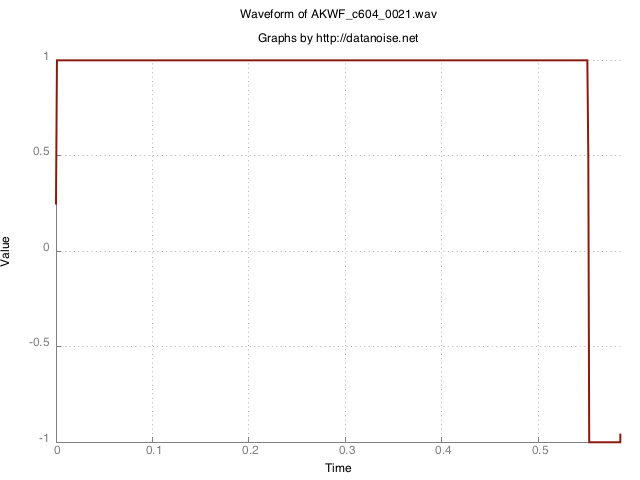 Waveform of AKWF_c604_0021.wav
Graphs by http://datanoise.net
1
0.5
0
-0.5
-1
Value
0 0.1 0.2 0.3 0.4 0.5
Time